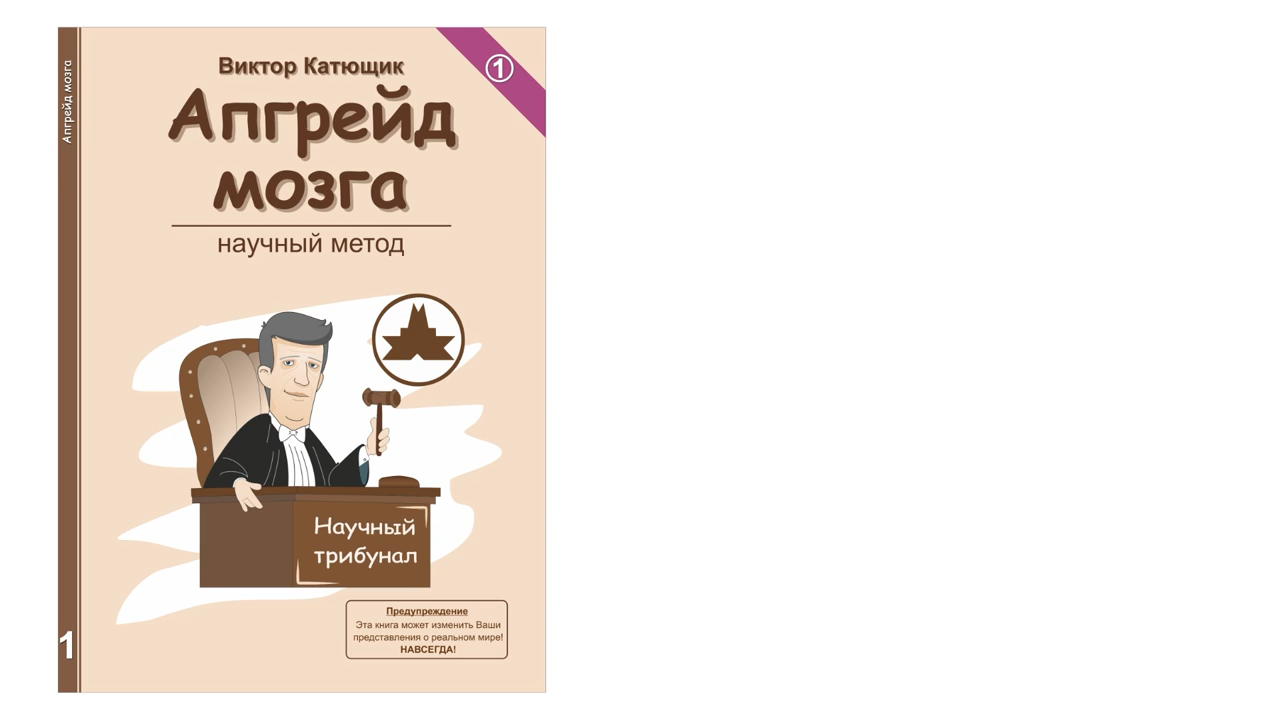 Апгрейд мозга
1
Виктор Катющик
1
Апгрейд
мозга
научный метод
Научный
трибунал
Предупреждение
Эта книга может изменить Ваши
представления о реальном мире!
НАВСЕГДА!